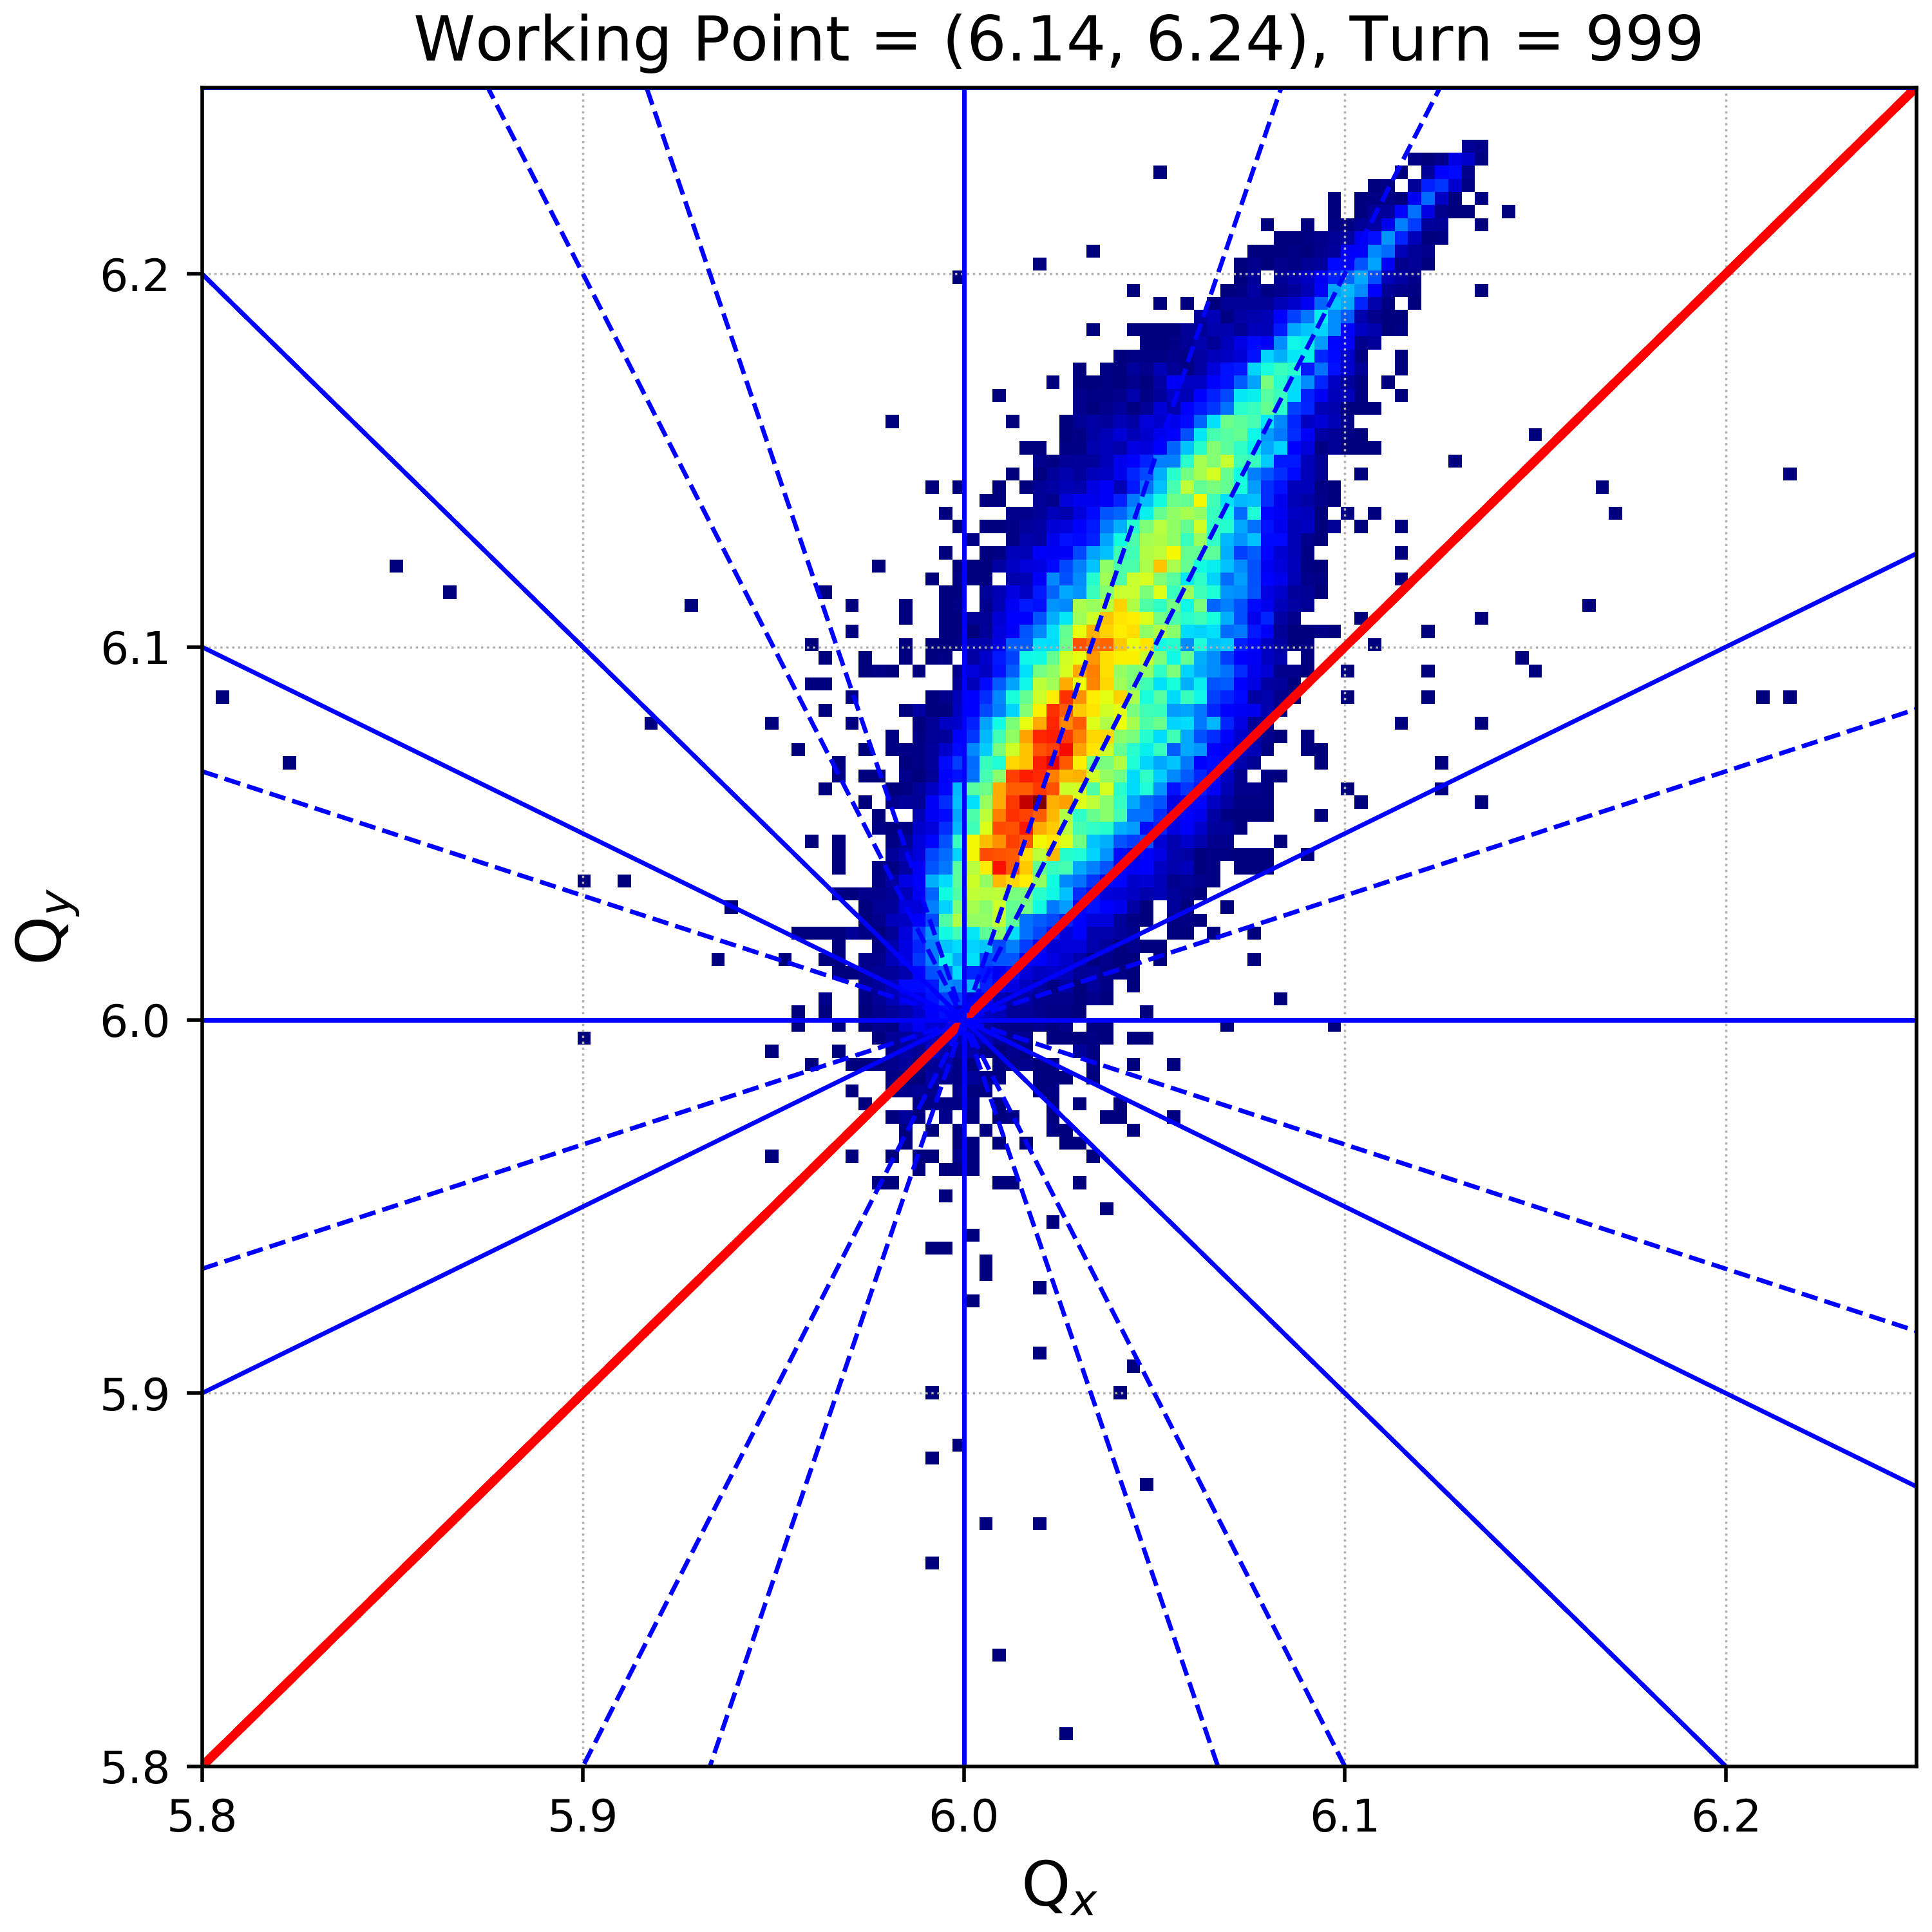 Working Point = (6.14, 6.24), Turn = 999
6.2
6.1
6.0
5.9
5.8
Qy
5.8 5.9 6.0 6.1 6.2
Qx